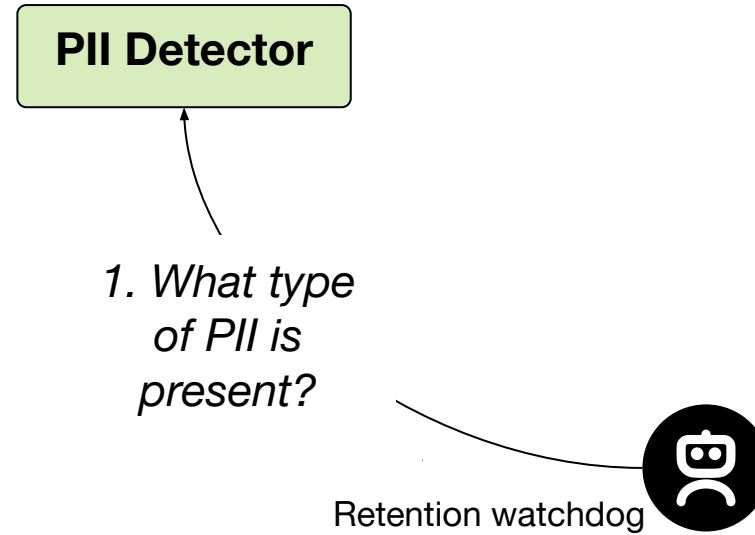 PII Detector
1. What type
of PII is
present?
Retention watchdog